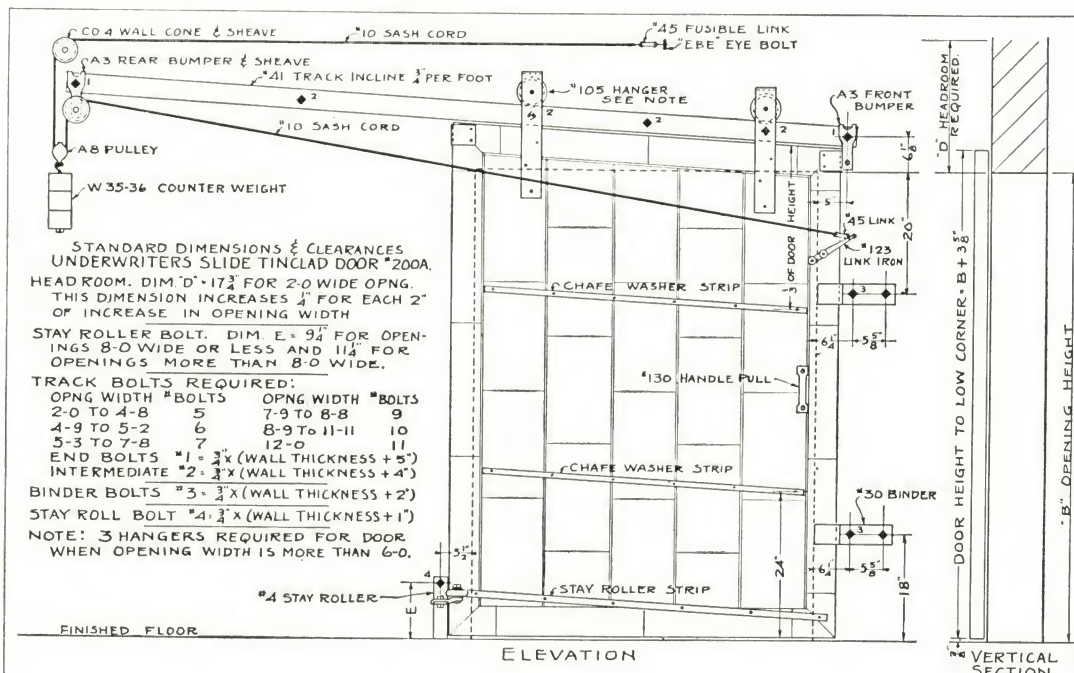 CO 4 WALL CONE & SHEAVE
#10 SASH CORD
#45 FUSIBLE LINK
"EBE" EYE BOLT
A3 REAR BUMPER & SHEAVE
1
#41 TRACK INCLINE 3/4" PER FOOT
2
#105 HANGER
SEE NOTE
2
2
2
A3 FRONT
BUMPER
1
6 1/8"
"D" HEADROOM
REQUIRED.
#10 SASH CORD
A8 PULLEY
W 35-36 COUNTER WEIGHT
1/3 OF DOOR HEIGHT
5"
#45 LINK
#123
LINK IRON
20"
STANDARD DIMENSIONS & CLEARANCES
UNDERWRITERS SLIDE TINCLAD DOOR #200A.
HEAD ROOM. DIM. "D" = 17 3/4" FOR 2-0 WIDE OPNG.
THIS DIMENSION INCREASES 1/4" FOR EACH 2"
OF INCREASE IN OPENING WIDTH
STAY ROLLER BOLT. DIM. E = 9 1/4" FOR OPEN-
INGS 8-0 WIDE OR LESS AND 11 1/4" FOR
OPENINGS MORE THAN 8-0 WIDE.
TRACK BOLTS REQUIRED:
OPNG WIDTH #BOLTS OPNG WIDTH #BOLTS
2-0 TO 4-8 5 7-9 TO 8-8 9
4-9 TO 5-2 6 8-9 TO 11-11 10
5-3 TO 7-8 7 12-0 11
END BOLTS #1 = 3/4" x (WALL THICKNESS + 5")
INTERMEDIATE #2 = 3/4" x (WALL THICKNESS + 4")
BINDER BOLTS #3 = 3/4" x (WALL THICKNESS + 2")
STAY ROLL BOLT #4 = 3/4" x (WALL THICKNESS + 1")
NOTE: 3 HANGERS REQUIRED FOR DOOR
WHEN OPENING WIDTH IS MORE THAN 6-0.
CHAFE WASHER STRIP
3
6 1/4"
5 5/8"
#130 HANDLE PULL
CHAFE WASHER STRIP
#30 BINDER
3
6 1/4"
5 5/8"
24"
18"
5 1/2"
4
#4 STAY ROLLER
E
STAY ROLLER STRIP
FINISHED FLOOR
ELEVATION
DOOR HEIGHT TO LOW CORNER = B + 3 5/8"
"B" OPENING HEIGHT
3/8"
VERTICAL
SECTION